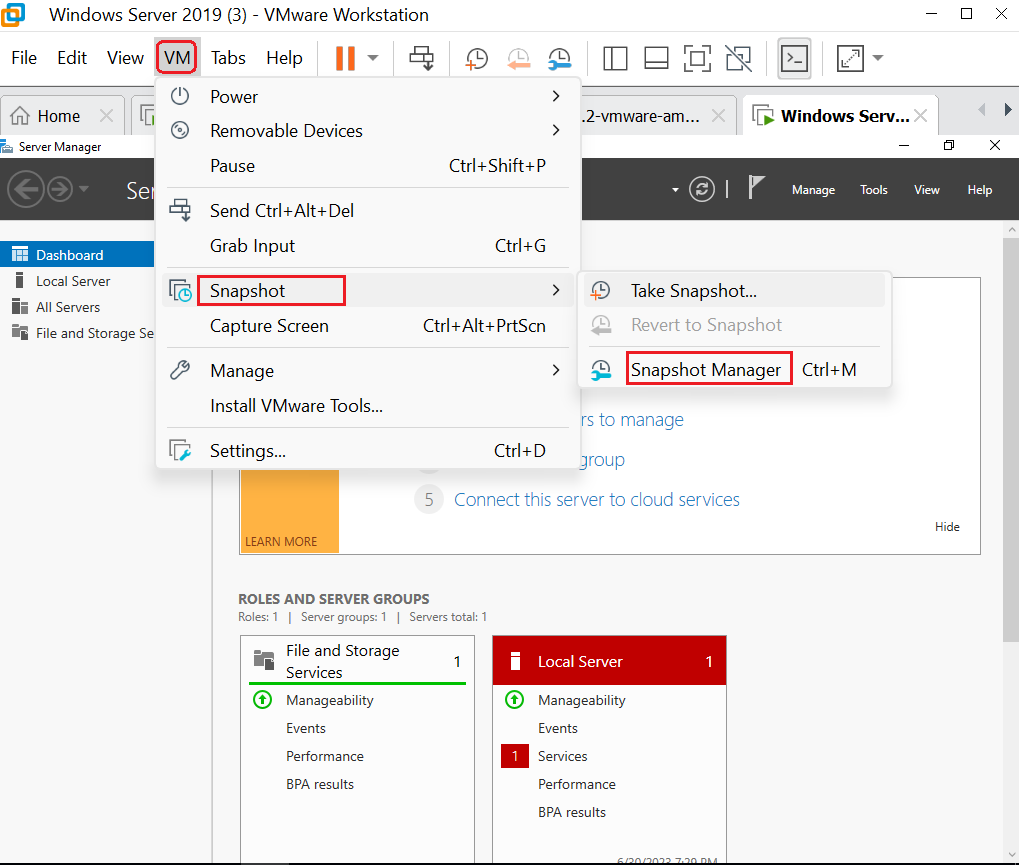 Windows Server 2019 (3) - VMware Workstation
File Edit View VM Tabs Help
Home .2-vmware-am... Windows Serv...
Server Manager
Ser Manage Tools View Help
Dashboard
Local Server
All Servers
File and Storage Se
Power
Removable Devices
Pause Ctrl+Shift+P
Send Ctrl+Alt+Del
Grab Input Ctrl+G
Snapshot
Capture Screen Ctrl+Alt+PrtScn
Manage
Install VMware Tools...
Settings... Ctrl+D
Take Snapshot...
Revert to Snapshot
Snapshot Manager Ctrl+M
rs to manage
group
5 Connect this server to cloud services
LEARN MORE
Hide
ROLES AND SERVER GROUPS
Roles: 1 | Server groups: 1 | Servers total: 1
File and Storage
Services 1
Manageability
Events
Performance
BPA results
Local Server 1
Manageability
Events
1 Services
Performance
BPA results
6/30/2023 7:29 PM